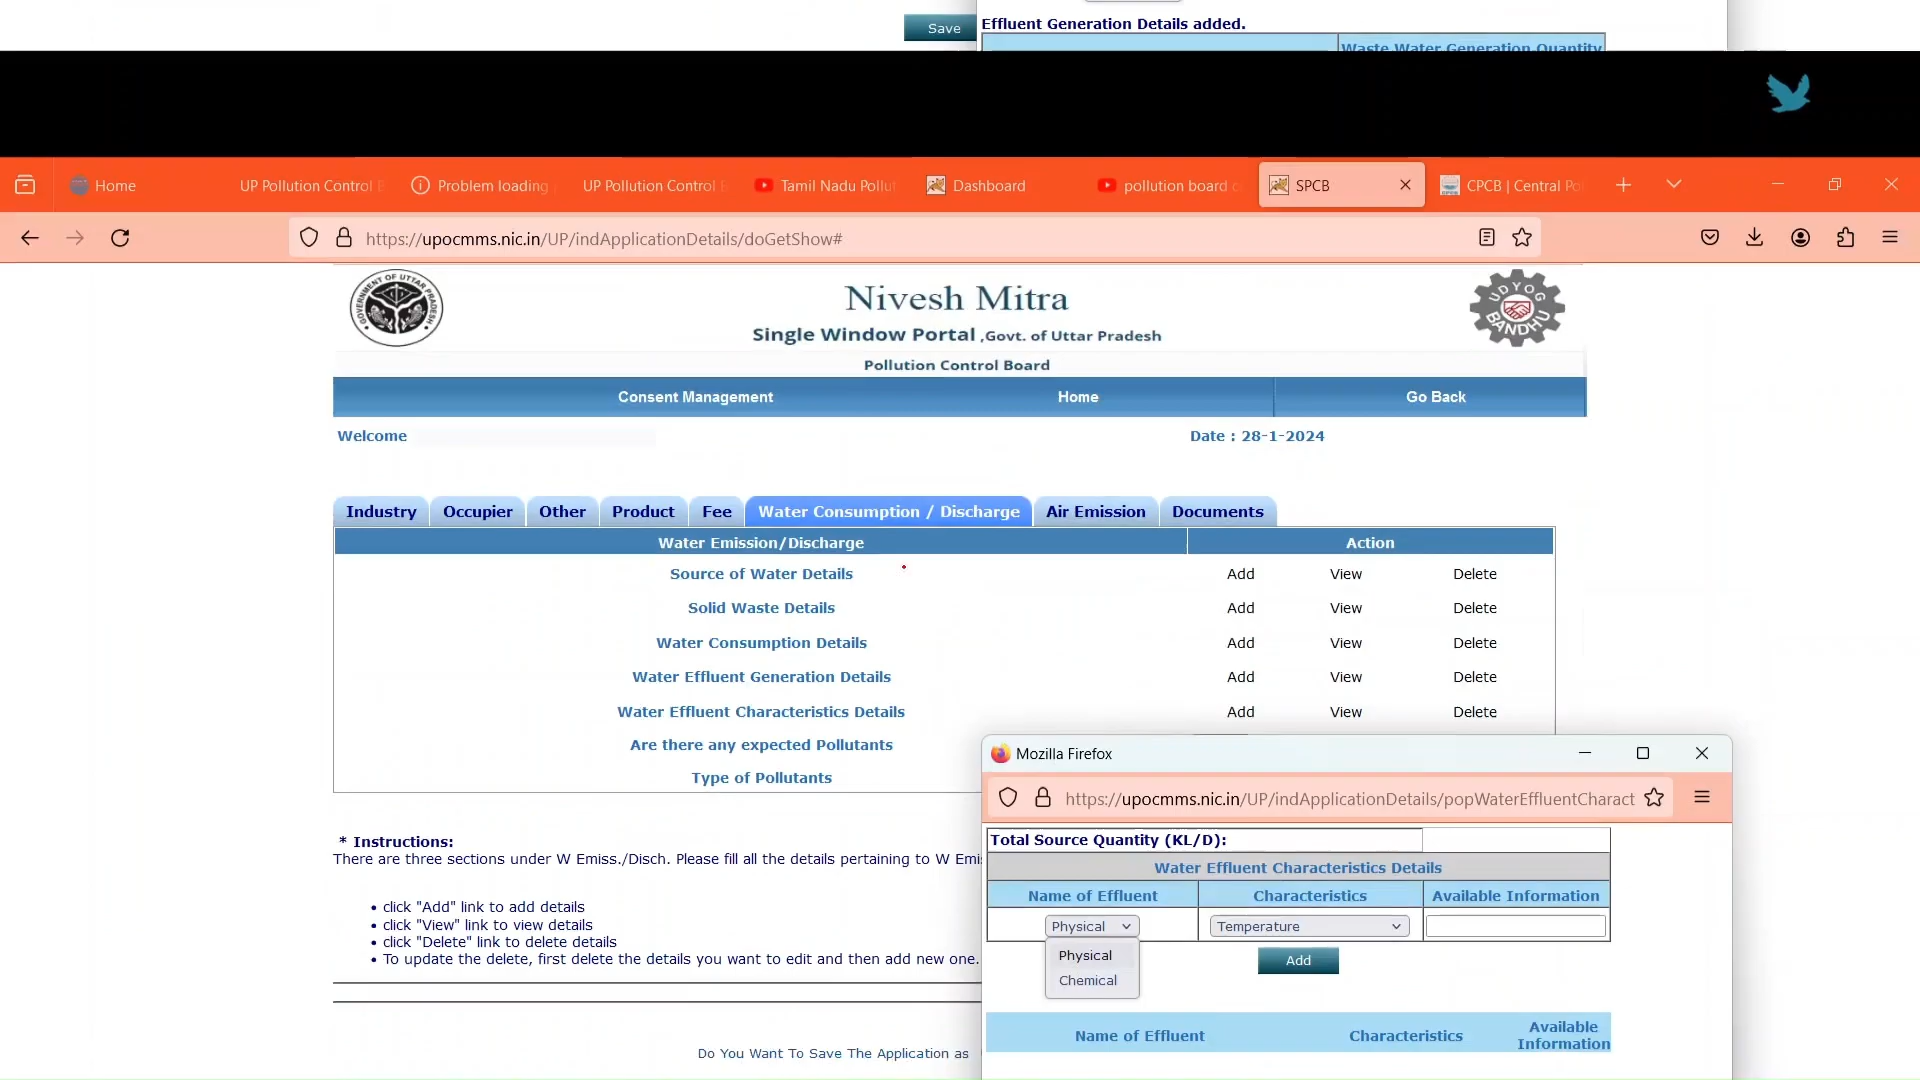 Save
Effluent Generation Details added.
Waste Water Generation Quantity
Home
UP Pollution Control
Problem loading
UP Pollution Control
Tamil Nadu Pollut
Dashboard
pollution board
SPCB
CPCB | Central Po
https://upocmms.nic.in/UP/indApplicationDetails/doGetShow#
GOVERNMENT OF UTTAR PRADESH
Nivesh Mitra
Single Window Portal ,Govt. of Uttar Pradesh
UDYOG BANDHU
Pollution Control Board
Consent Management Home Go Back
Welcome Date : 28-1-2024
Industry Occupier Other Product Fee Water Consumption / Discharge Air Emission Documents
Water Emission/Discharge Action
Source of Water Details Add View Delete
Solid Waste Details Add View Delete
Water Consumption Details Add View Delete
Water Effluent Generation Details Add View Delete
Water Effluent Characteristics Details Add View Delete
Are there any expected Pollutants
Type of Pollutants
* Instructions:
There are three sections under W Emiss./Disch. Please fill all the details pertaining to W Emi
• click "Add" link to add details
• click "View" link to view details
• click "Delete" link to delete details
• To update the delete, first delete the details you want to edit and then add new one.
Do You Want To Save The Application as
Mozilla Firefox
https://upocmms.nic.in/UP/indApplicationDetails/popWaterEffluentCharact
Total Source Quantity (KL/D):
Water Effluent Characteristics Details
Name of Effluent Characteristics Available Information
Physical Temperature
Physical
Chemical
Add
Name of Effluent Characteristics Available
Information